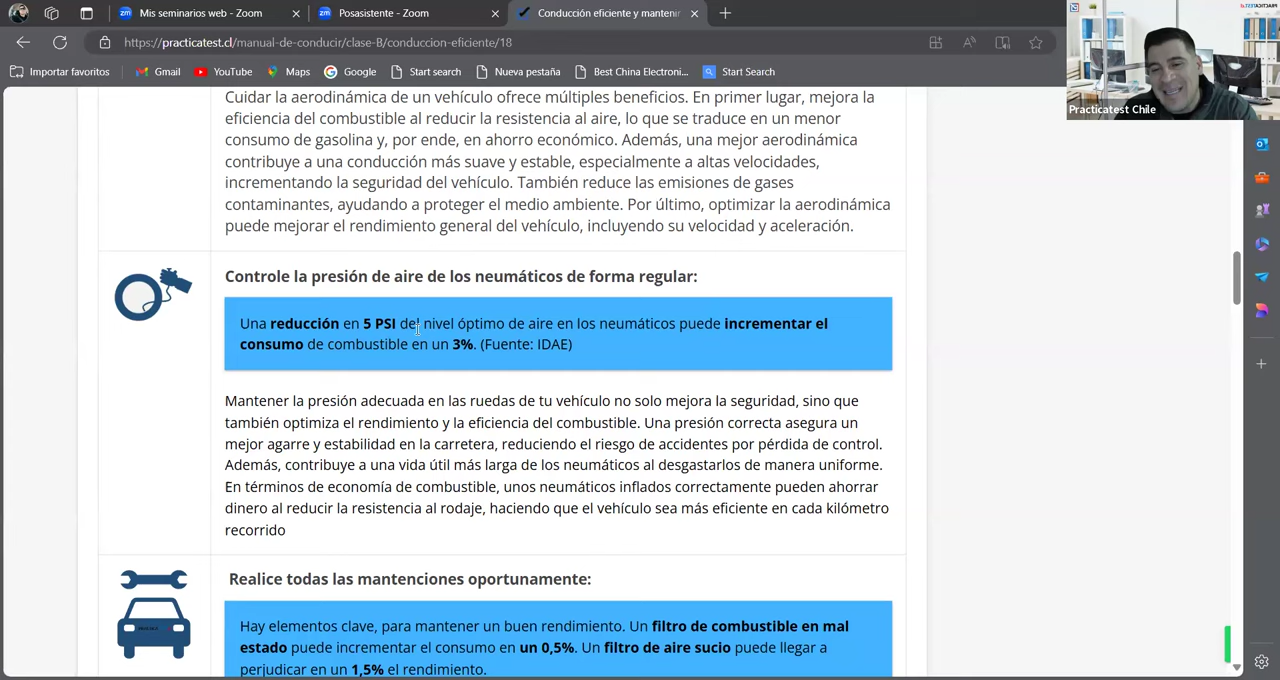 Mis seminarios web - Zoom
Posasistente - Zoom
Conducción eficiente y mantenir
https://practicatest.cl/manual-de-conducir/clase-B/conduccion-eficiente/18
Importar favoritos
Gmail
YouTube
Maps
Google
Start search
Nueva pestaña
Best China Electroni...
Start Search
Practicatest Chile
Cuidar la aerodinámica de un vehículo ofrece múltiples beneficios. En primer lugar, mejora la
eficiencia del combustible al reducir la resistencia al aire, lo que se traduce en un menor
consumo de gasolina y, por ende, en ahorro económico. Además, una mejor aerodinámica
contribuye a una conducción más suave y estable, especialmente a altas velocidades,
incrementando la seguridad del vehículo. También reduce las emisiones de gases
contaminantes, ayudando a proteger el medio ambiente. Por último, optimizar la aerodinámica
puede mejorar el rendimiento general del vehículo, incluyendo su velocidad y aceleración.
Controle la presión de aire de los neumáticos de forma regular:
Una reducción en 5 PSI del nivel óptimo de aire en los neumáticos puede incrementar el
consumo de combustible en un 3%. (Fuente: IDAE)
Mantener la presión adecuada en las ruedas de tu vehículo no solo mejora la seguridad, sino que
también optimiza el rendimiento y la eficiencia del combustible. Una presión correcta asegura un
mejor agarre y estabilidad en la carretera, reduciendo el riesgo de accidentes por pérdida de control.
Además, contribuye a una vida útil más larga de los neumáticos al desgastarlos de manera uniforme.
En términos de economía de combustible, unos neumáticos inflados correctamente pueden ahorrar
dinero al reducir la resistencia al rodaje, haciendo que el vehículo sea más eficiente en cada kilómetro
recorrido
Realice todas las mantenciones oportunamente:
Hay elementos clave, para mantener un buen rendimiento. Un filtro de combustible en mal
estado puede incrementar el consumo en un 0,5%. Un filtro de aire sucio puede llegar a
perjudicar en un 1,5% el rendimiento.